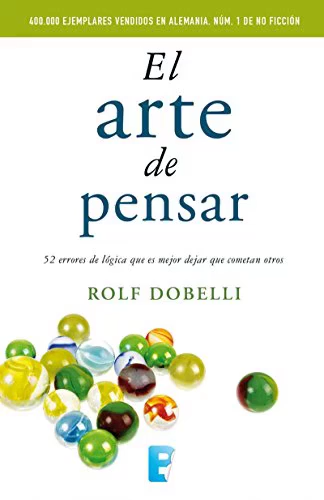 400.000 EJEMPLARES VENDIDOS EN ALEMANIA. NÚM. 1 DE NO FICCIÓN
El
arte
de
pensar
52 errores de lógica que es mejor dejar que cometan otros
ROLF DOBELLI
B